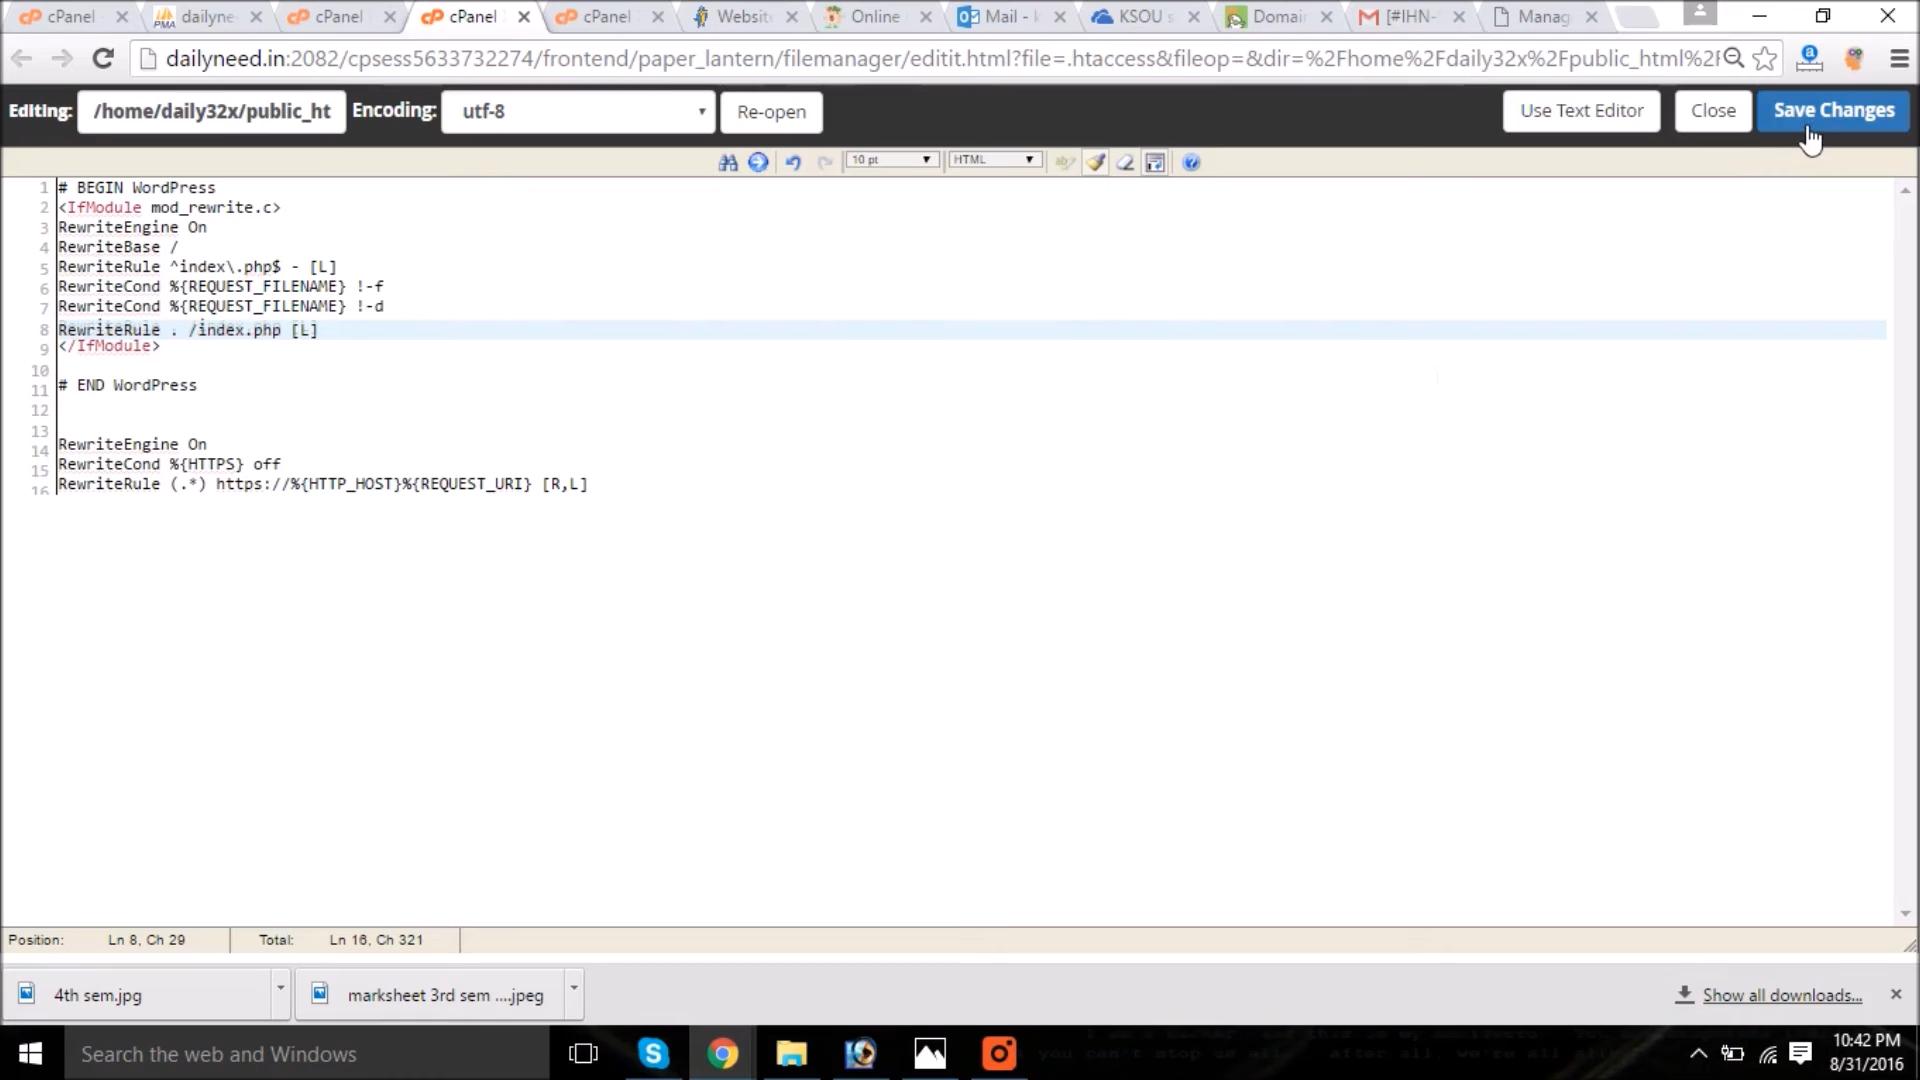 cPanel
dailyne
cPanel
cPanel
cPanel
Website
Online
Mail -
KSOU s
Domai
[#IHN-
Manag
dailyneed.in:2082/cpsess5633732274/frontend/paper_lantern/filemanager/editit.html?file=.htaccess&fileop=&dir=%2Fhome%2Fdaily32x%2Fpublic_html%2F
Editing: /home/daily32x/public_ht Encoding: utf-8 Re-open Use Text Editor Close Save Changes
10 pt HTML
1 # BEGIN WordPress
2 <IfModule mod_rewrite.c>
3 RewriteEngine On
4 RewriteBase /
5 RewriteRule ^index\.php$ - [L]
6 RewriteCond %{REQUEST_FILENAME} !-f
7 RewriteCond %{REQUEST_FILENAME} !-d
8 RewriteRule . /index.php [L]
9 </IfModule>
10
11 # END WordPress
12
13
14 RewriteEngine On
15 RewriteCond %{HTTPS} off
16 RewriteRule (.*) https://%{HTTP_HOST}%{REQUEST_URI} [R,L]
Position: Ln 8, Ch 29 Total: Ln 16, Ch 321
4th sem.jpg marksheet 3rd sem ....jpeg Show all downloads...
Search the web and Windows
10:42 PM
8/31/2016